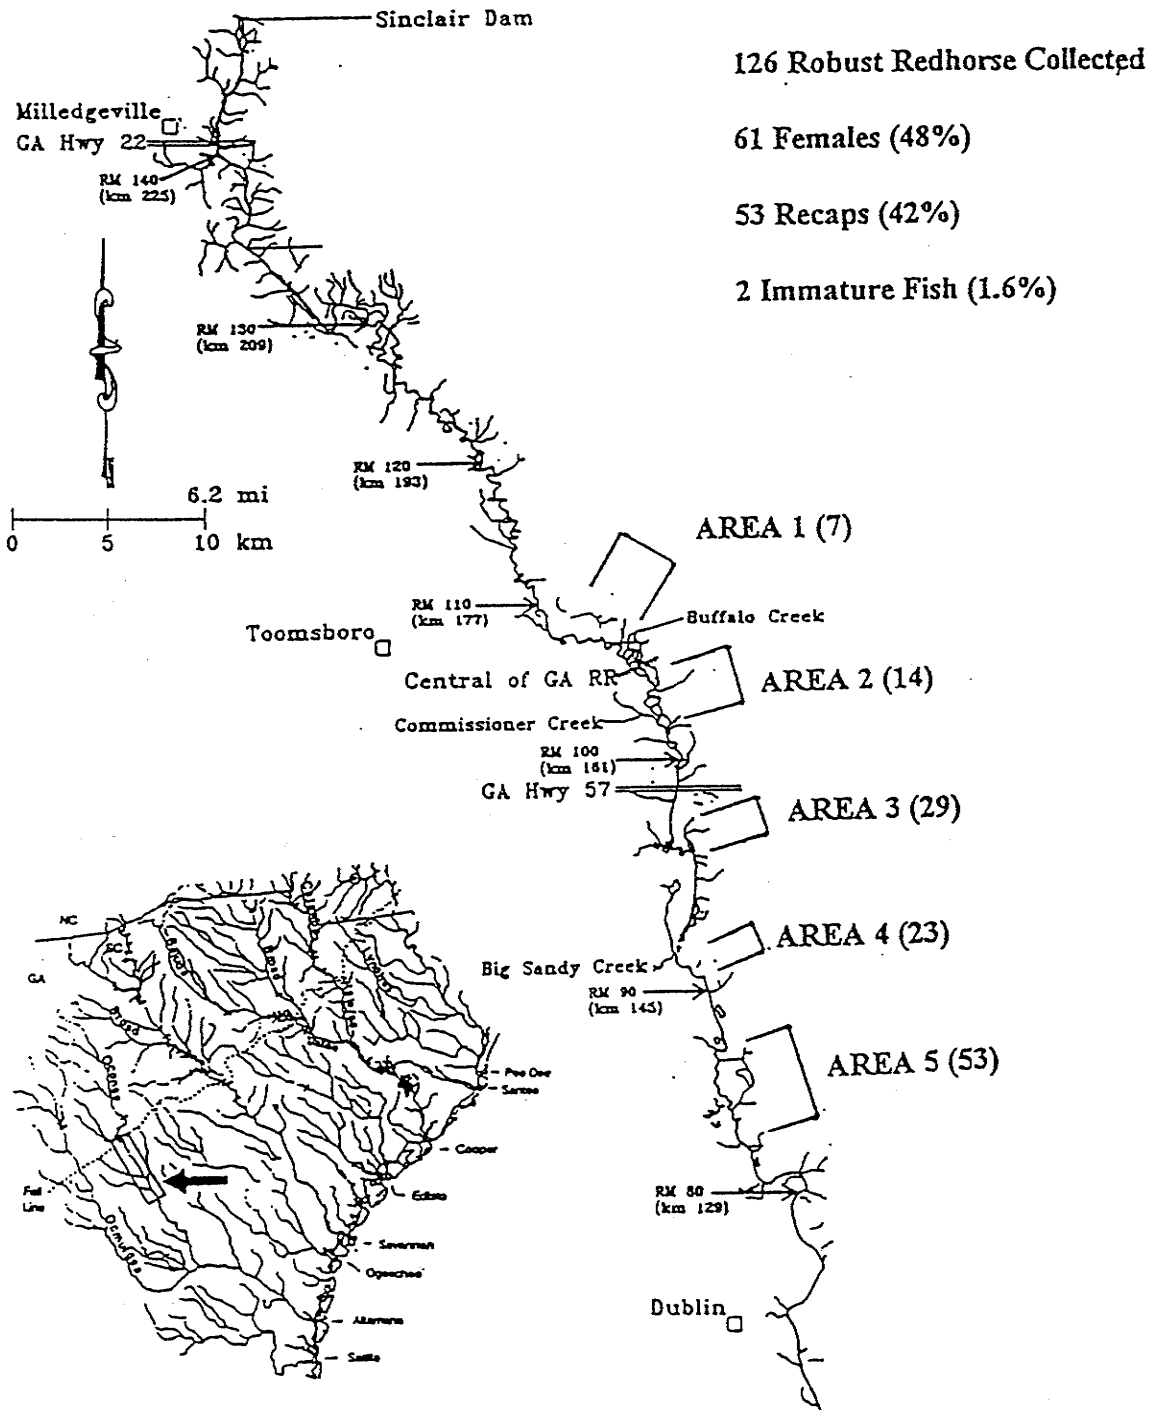 Sinclair Dam
126 Robust Redhorse Collected
61 Females (48%)
53 Recaps (42%)
2 Immature Fish (1.6%)
Milledgeville
GA Hwy 22
RM 140
(km 225)
RM 130
(km 209)
RM 120
(km 193)
6.2 mi
0 5 10 km
AREA 1 (7)
RM 110
(km 177)
Buffalo Creek
Toomsboro
Central of GA RR
AREA 2 (14)
Commissioner Creek
RM 100
(km 161)
GA Hwy 57
AREA 3 (29)
AREA 4 (23)
Big Sandy Creek
RM 90
(km 145)
AREA 5 (53)
RM 80
(km 129)
Dublin
NC
SC
GA
Broad
Oconee
Broad
Pee Dee
Santee
Cooper
Edisto
Fall
Line
Ocmulgee
Savannah
Ogeechee
Altamaha
Satilla